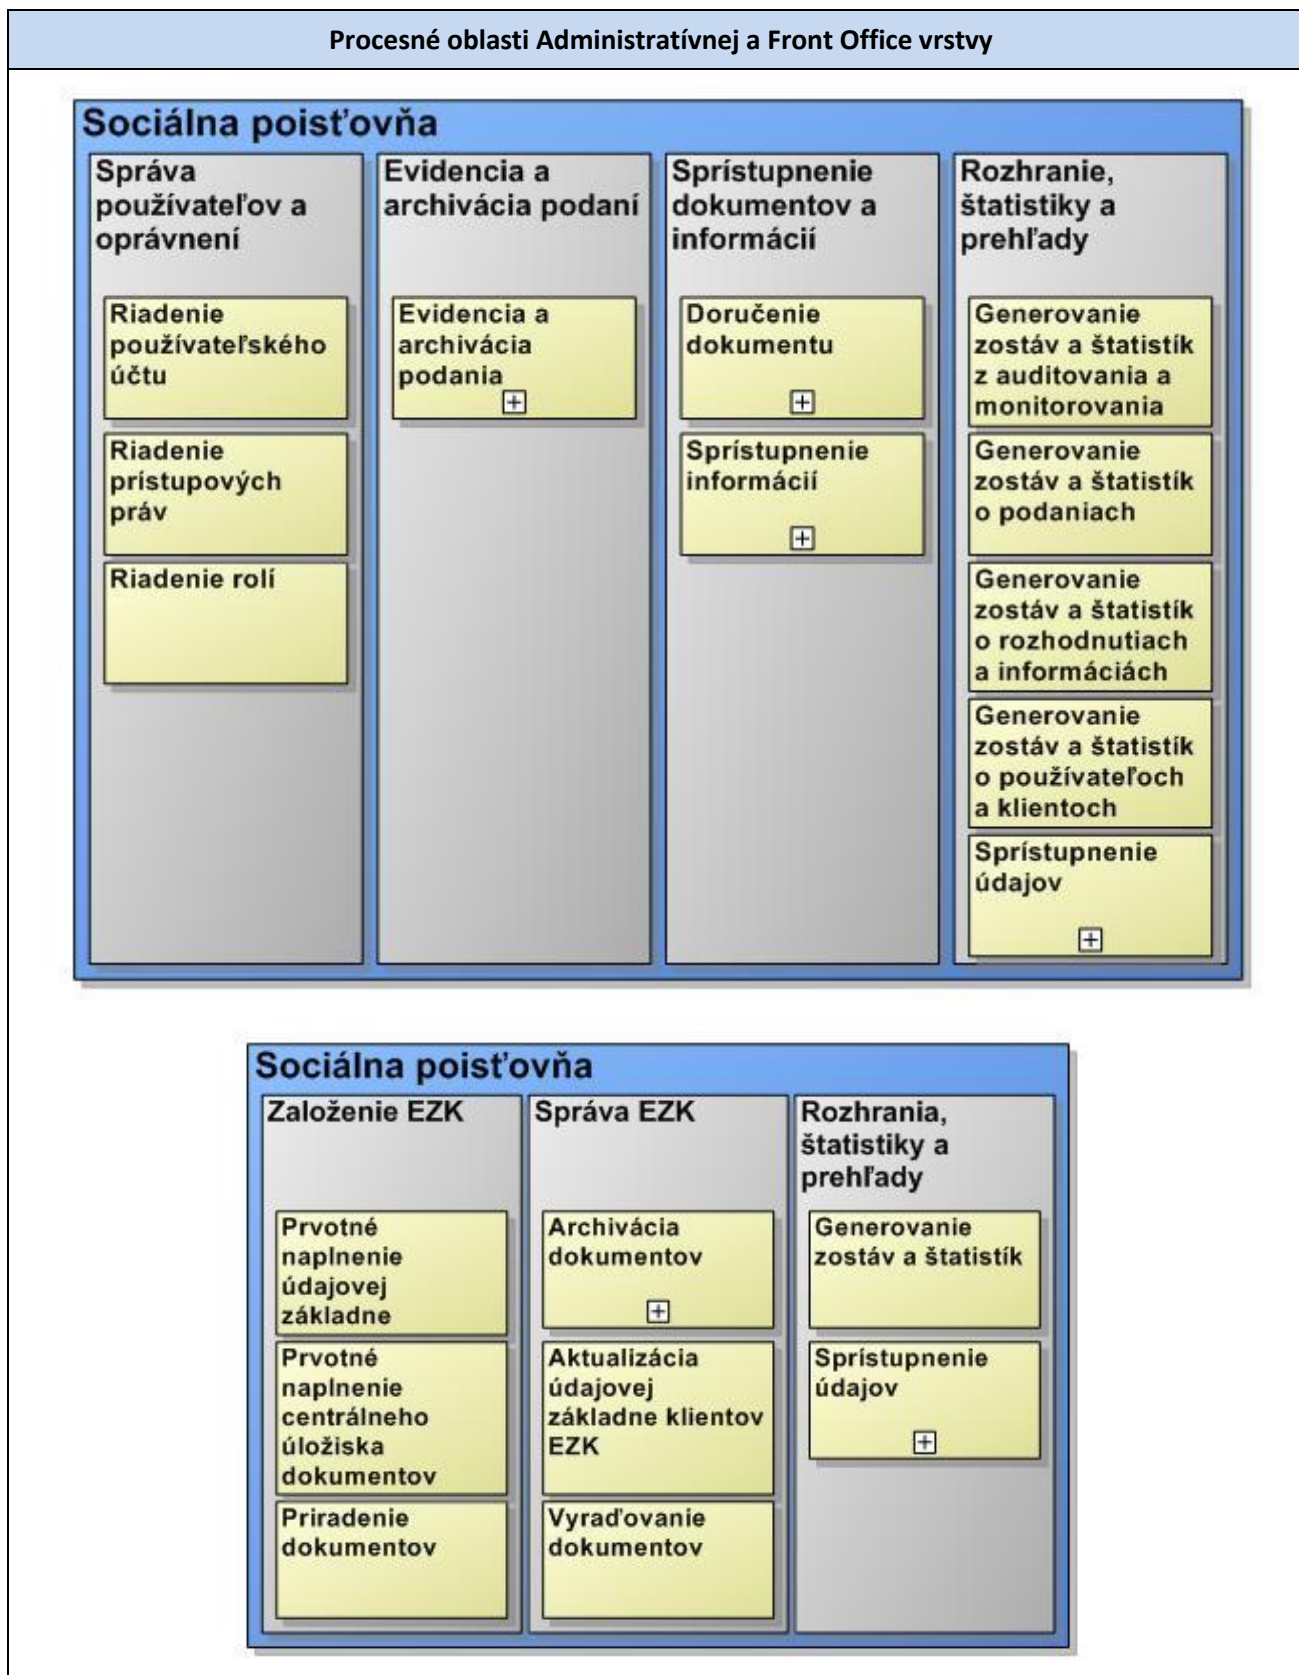 Procesné oblasti Administratívnej a Front Office vrstvy
Sociálna poisťovňa
Správa
používateľov a
oprávnení
Riadenie
používateľského
účtu
Riadenie
prístupových
práv
Riadenie rolí
Evidencia a
archivácia podaní
Evidencia a
archivácia
podania
Sprístupnenie
dokumentov a
informácií
Doručenie
dokumentu
Sprístupnenie
informácií
Rozhranie,
štatistiky a
prehľady
Generovanie
zostáv a štatistík
z auditovania a
monitorovania
Generovanie
zostáv a štatistík
o podaniach
Generovanie
zostáv a štatistík
o rozhodnutiach
a informáciách
Generovanie
zostáv a štatistík
o používateľoch
a klientoch
Sprístupnenie
údajov
Sociálna poisťovňa
Založenie EZK
Prvotné
naplnenie
údajovej
základne
Prvotné
naplnenie
centrálneho
úložiska
dokumentov
Priradenie
dokumentov
Správa EZK
Archivácia
dokumentov
Aktualizácia
údajovej
základne klientov
EZK
Vyraďovanie
dokumentov
Rozhrania,
štatistiky a
prehľady
Generovanie
zostáv a štatistík
Sprístupnenie
údajov